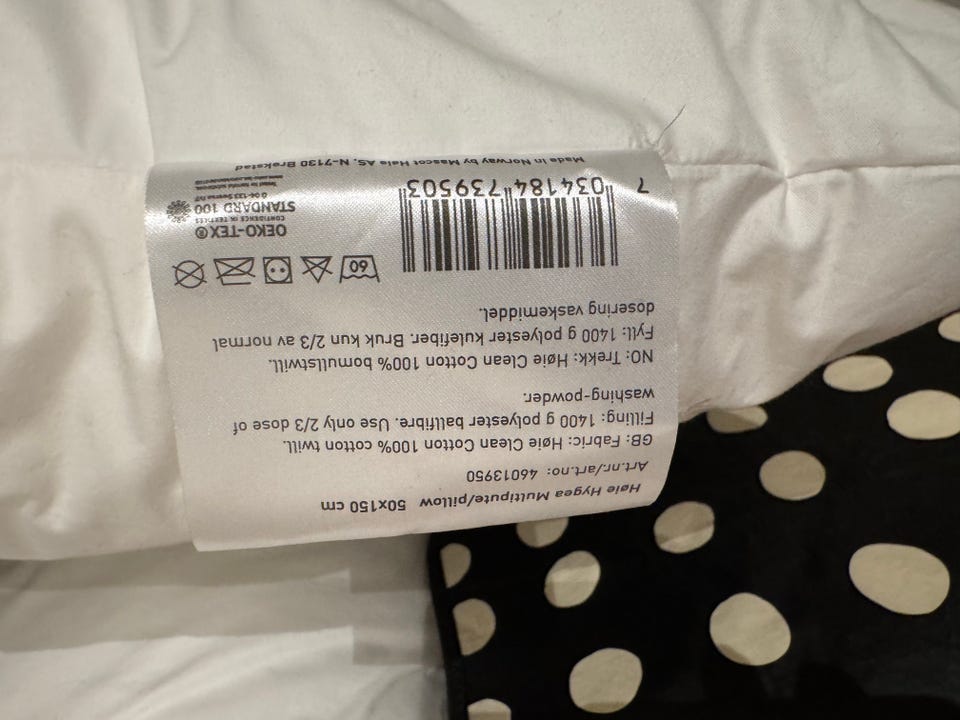 Høie Hygea Multipute/pillow 50x150 cm
Art.nr/art.no: 46013950
GB: Fabric: Høie Clean Cotton 100% cotton twill.
Filling: 1400 g polyester ballfibre. Use only 2/3 dose of
washing-powder.
NO: Trekk: Høie Clean Cotton 100% bomullstwill.
Fyll: 1400 g polyester kulefiber. Bruk kun 2/3 av normal
dosering vaskemiddel.
60
OEKO-TEX®
CONFIDENCE IN TEXTILES
STANDARD 100
7 034184 739503
Made in Norway by Mascot Høie AS, N-7130 Brekstad